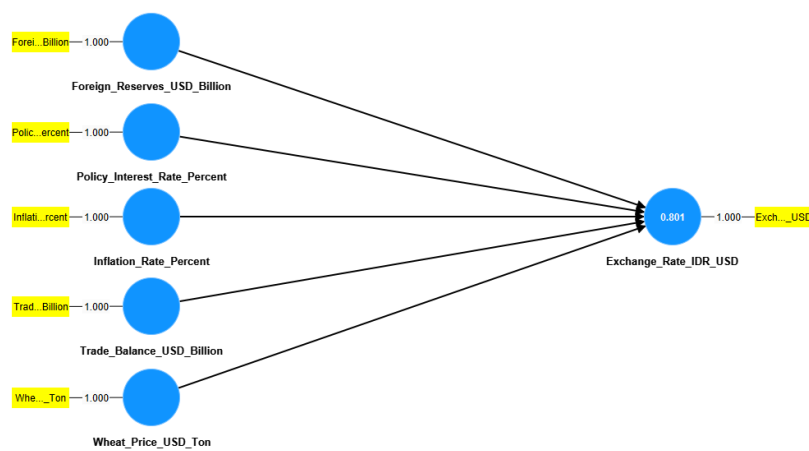 Forei...Billion
1.000
Foreign_Reserves_USD_Billion
Polic...ercent
1.000
Policy_Interest_Rate_Percent
Inflati...rcent
1.000
Inflation_Rate_Percent
0.801
1.000
Exch..._USD
Exchange_Rate_IDR_USD
Trad...Billion
1.000
Trade_Balance_USD_Billion
Whe..._Ton
1.000
Wheat_Price_USD_Ton